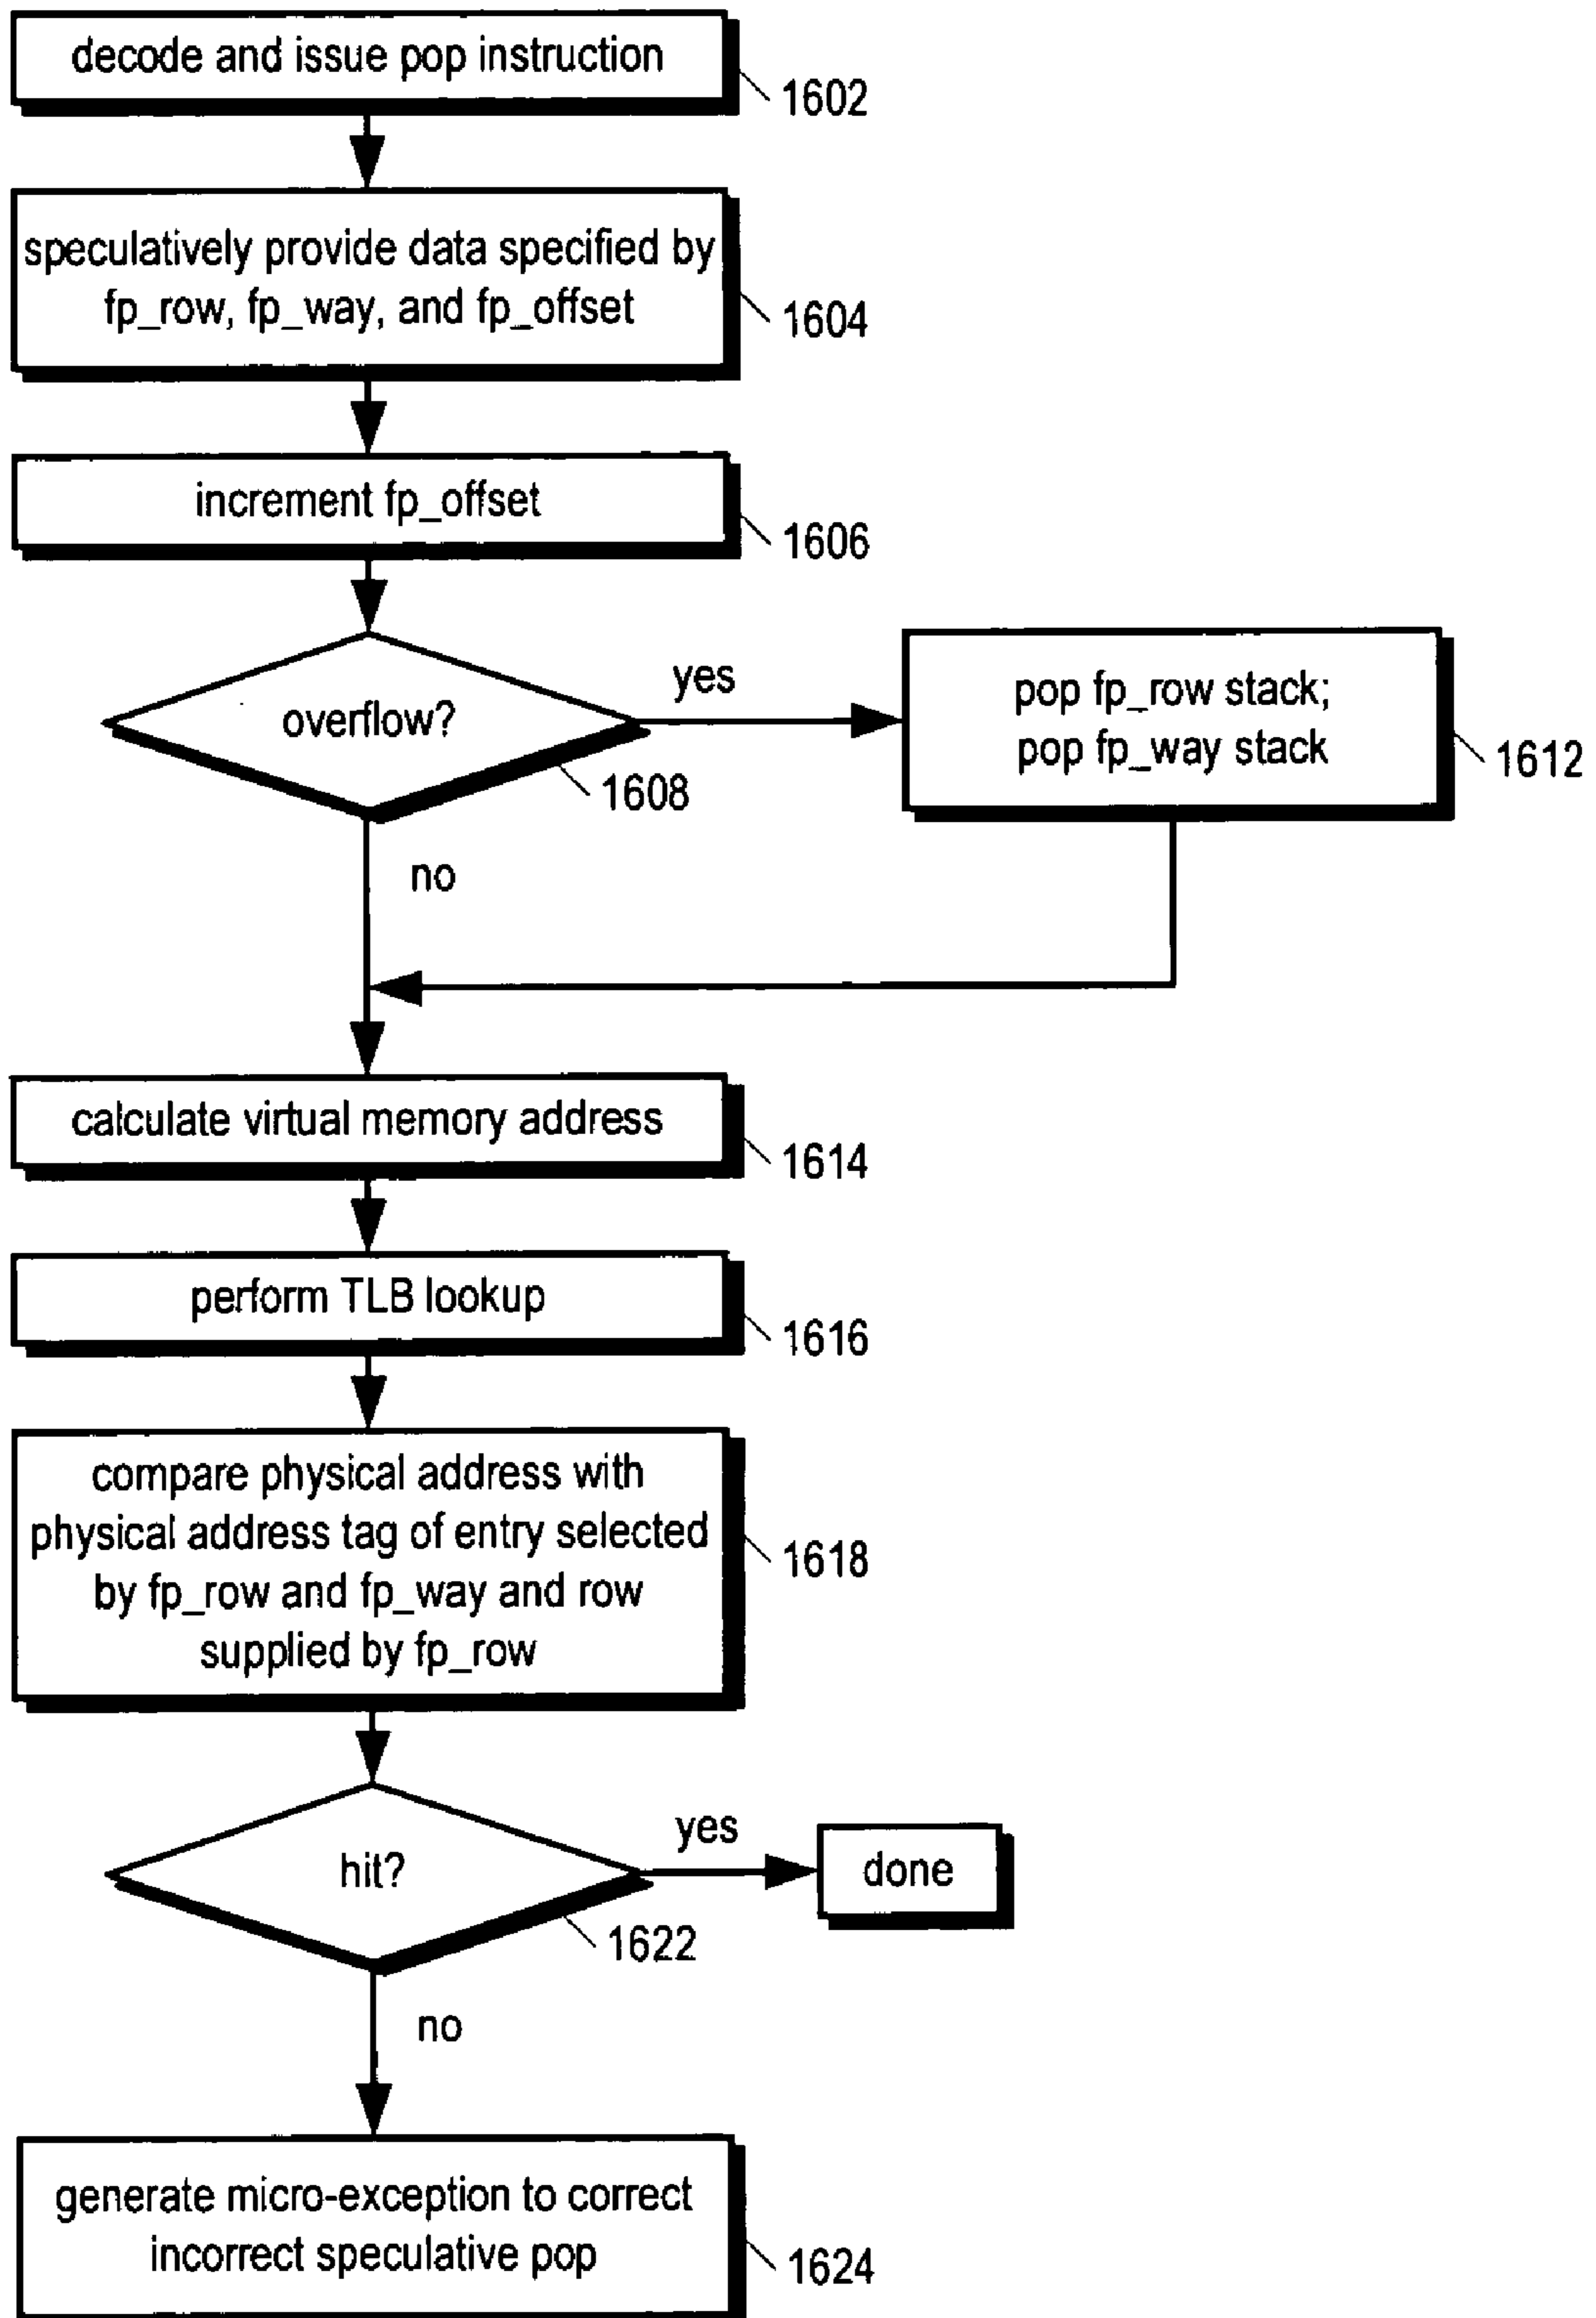 decode and issue pop instruction
1602
speculatively provide data specified by
fp_row, fp_way, and fp_offset
1604
increment fp_offset
1606
overflow?
yes
1608
pop fp_row stack;
pop fp_way stack
1612
no
calculate virtual memory address
1614
perform TLB lookup
1616
compare physical address with
physical address tag of entry selected
by fp_row and fp_way and row
supplied by fp_row
1618
hit?
yes
done
1622
no
generate micro-exception to correct
incorrect speculative pop
1624